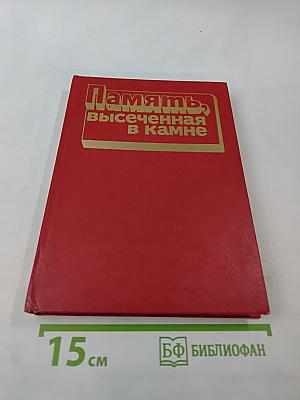 Память,
высеченная
в камне
15 см
БФ БИБЛИОФАН